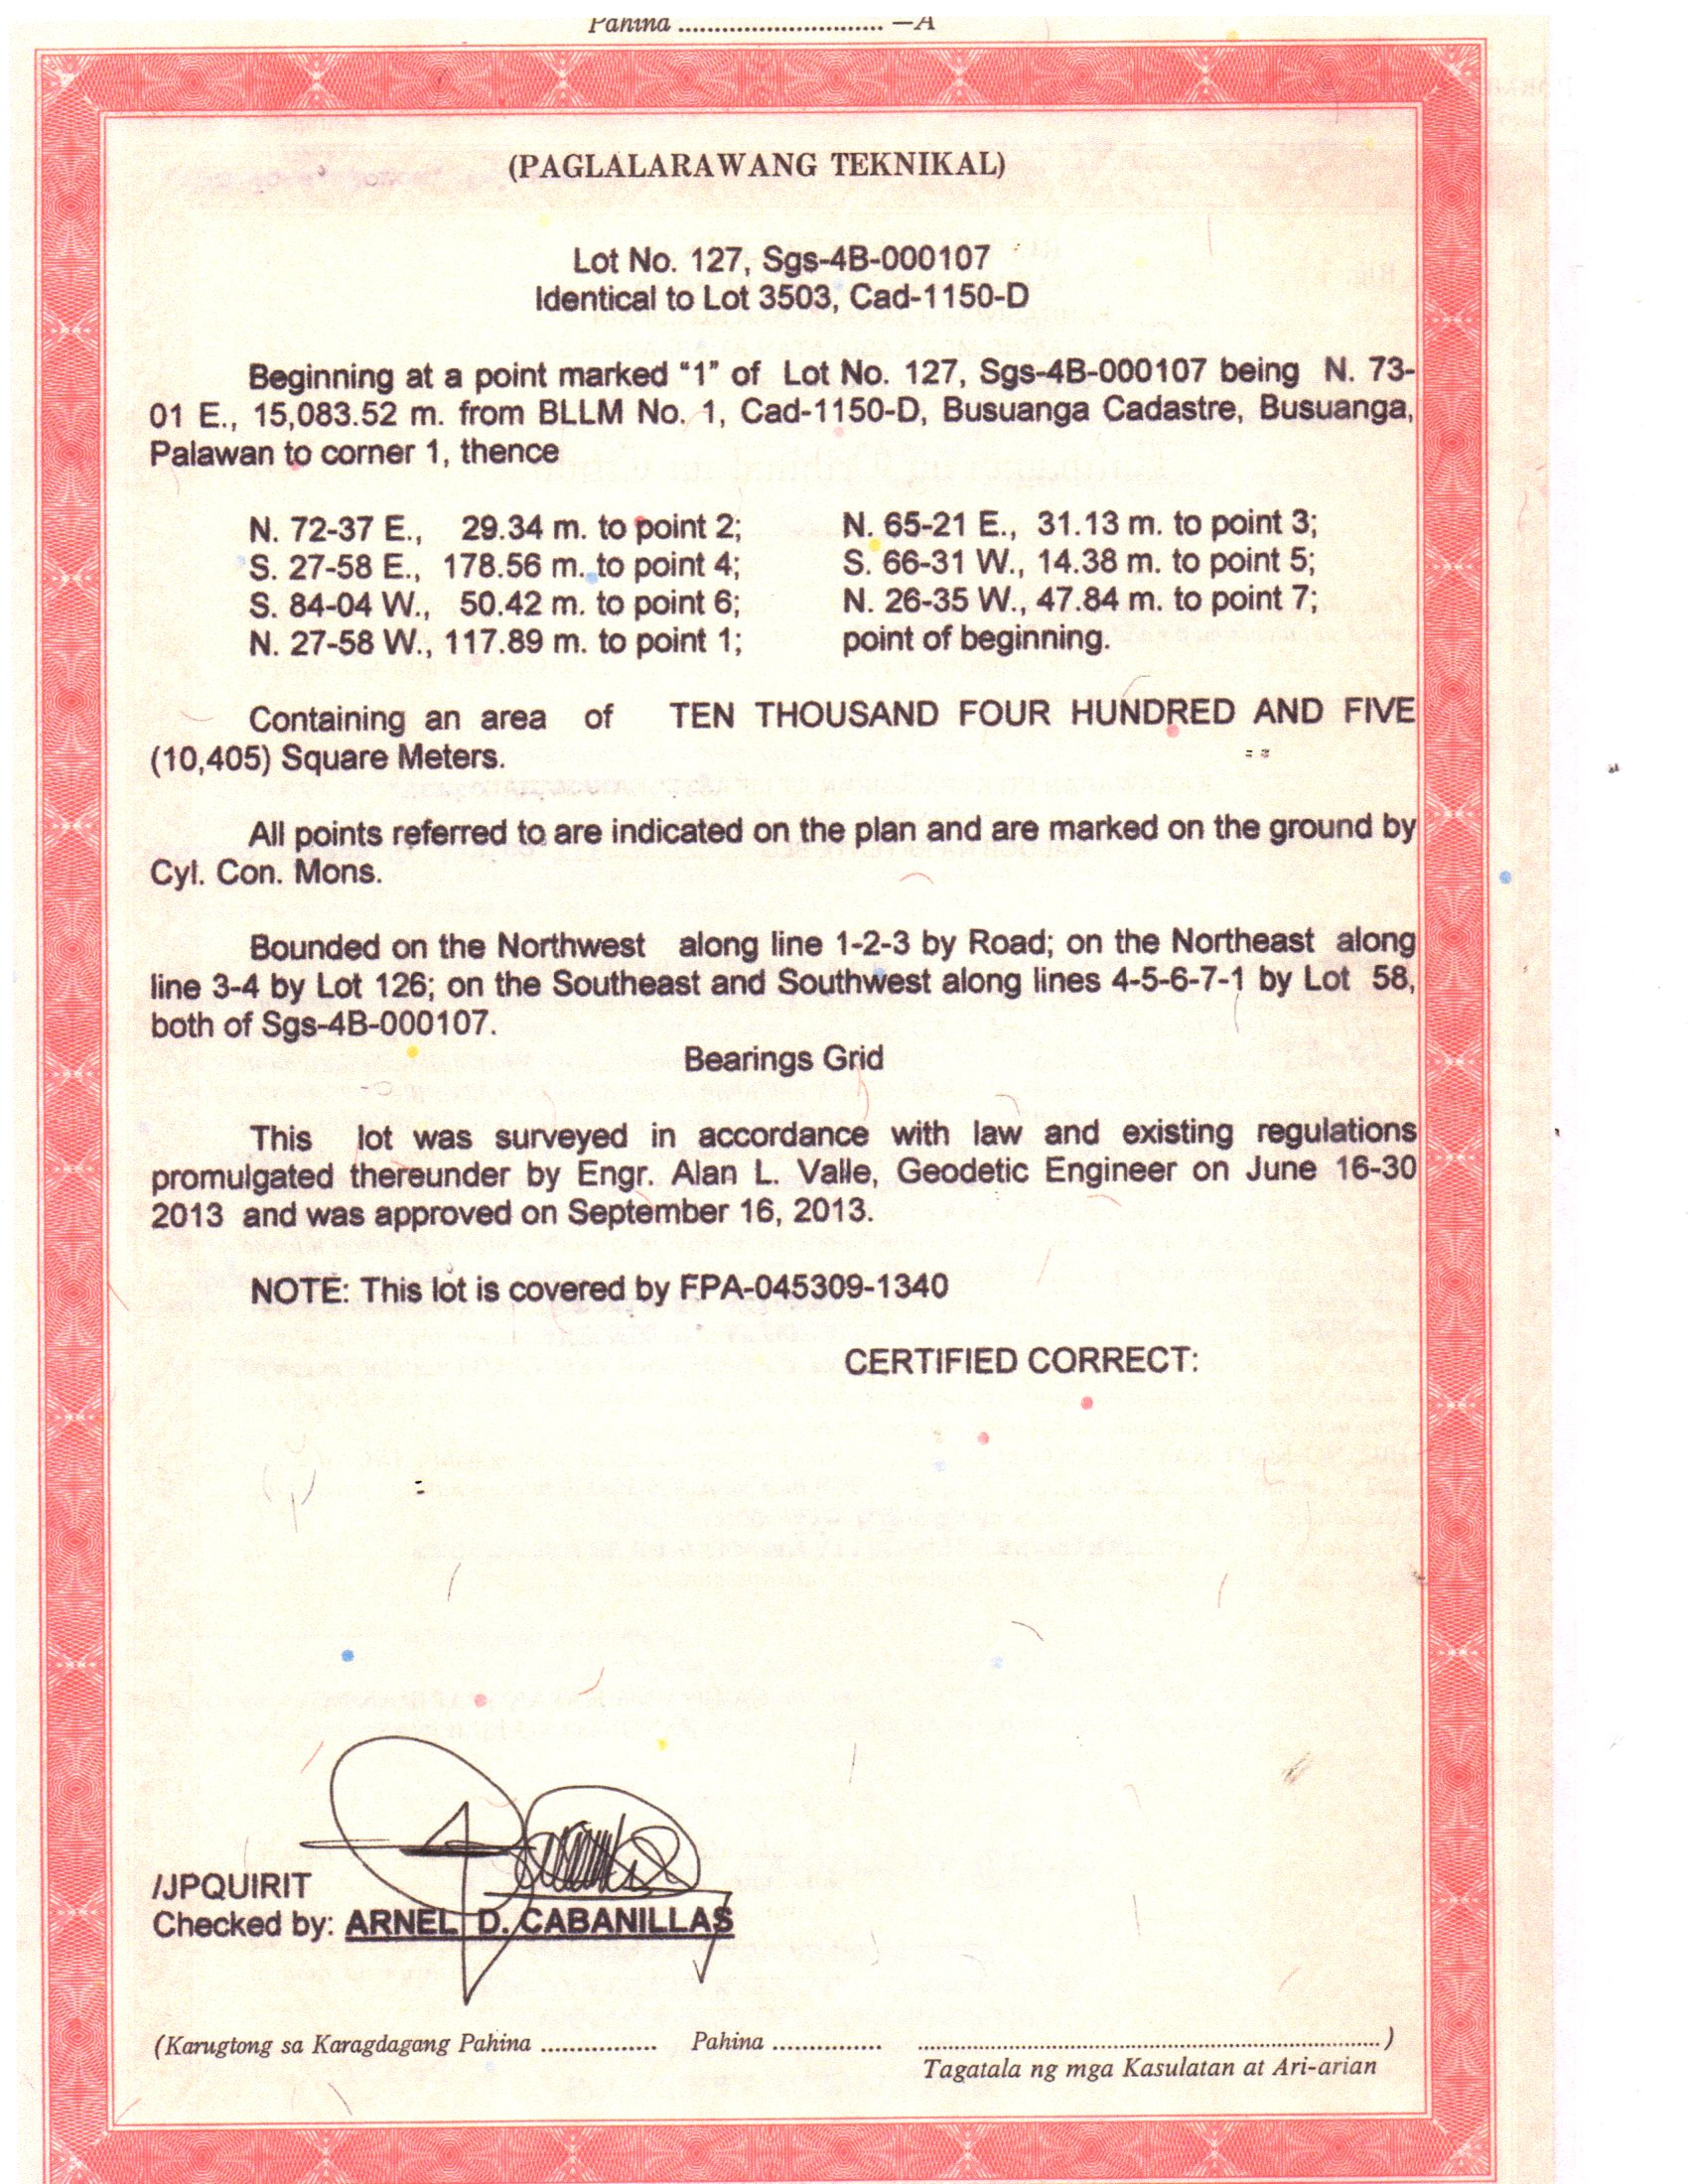 Pahina ............................ —A
(PAGLALARAWANG TEKNIKAL)
Lot No. 127, Sgs-4B-000107
Identical to Lot 3503, Cad-1150-D
Beginning at a point marked “1” of Lot No. 127, Sgs-4B-000107 being N. 73-
01 E., 15,083.52 m. from BLLM No. 1, Cad-1150-D, Busuanga Cadastre, Busuanga,
Palawan to corner 1, thence
N. 72-37 E., 29.34 m. to point 2; N. 65-21 E., 31.13 m. to point 3;
S. 27-58 E., 178.56 m. to point 4; S. 66-31 W., 14.38 m. to point 5;
S. 84-04 W., 50.42 m. to point 6; N. 26-35 W., 47.84 m. to point 7;
N. 27-58 W., 117.89 m. to point 1; point of beginning.
Containing an area of TEN THOUSAND FOUR HUNDRED AND FIVE
(10,405) Square Meters.
All points referred to are indicated on the plan and are marked on the ground by
Cyl. Con. Mons.
Bounded on the Northwest along line 1-2-3 by Road; on the Northeast along
line 3-4 by Lot 126; on the Southeast and Southwest along lines 4-5-6-7-1 by Lot 58,
both of Sgs-4B-000107.
Bearings Grid
This lot was surveyed in accordance with law and existing regulations
promulgated thereunder by Engr. Alan L. Valle, Geodetic Engineer on June 16-30
2013 and was approved on September 16, 2013.
NOTE: This lot is covered by FPA-045309-1340
CERTIFIED CORRECT:
/JPQUIRIT
Checked by: ARNEL D. CABANILLAS
(Karugtong sa Karagdagang Pahina ................ Pahina ............... ................................................................)
Tagatala ng mga Kasulatan at Ari-arian